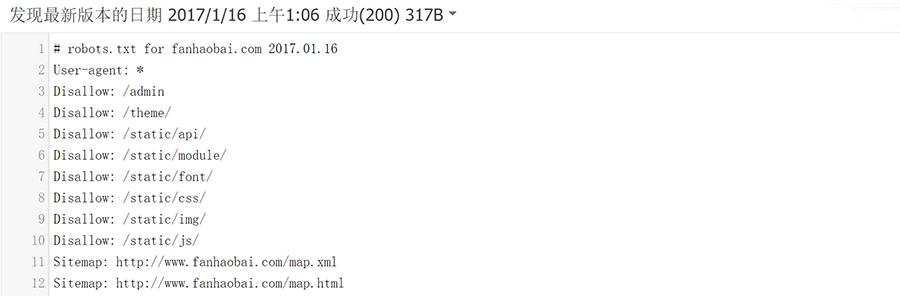 发现最新版本的日期 2017/1/16 上午1:06 成功(200) 317B
1 # robots.txt for fanhaobai.com 2017.01.16
2 User-agent: *
3 Disallow: /admin
4 Disallow: /theme/
5 Disallow: /static/api/
6 Disallow: /static/module/
7 Disallow: /static/font/
8 Disallow: /static/css/
9 Disallow: /static/img/
10 Disallow: /static/js/
11 Sitemap: http://www.fanhaobai.com/map.xml
12 Sitemap: http://www.fanhaobai.com/map.html